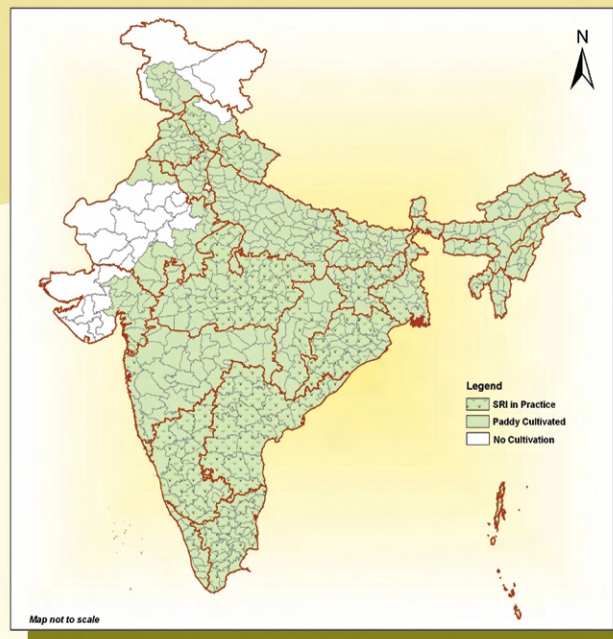 N
Legend
SRI in Practice
Paddy Cultivated
No Cultivation
Map not to scale